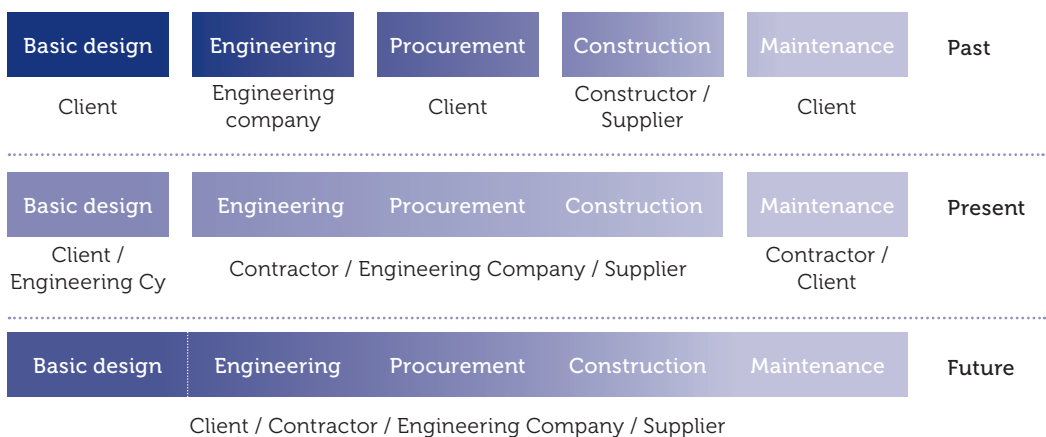 Basic design Engineering Procurement Construction Maintenance Past
Client Engineering company Client Constructor / Supplier Client
Basic design Engineering Procurement Construction Maintenance Present
Client / Engineering Cy Contractor / Engineering Company / Supplier Contractor / Client
Basic design Engineering Procurement Construction Maintenance Future
Client / Contractor / Engineering Company / Supplier